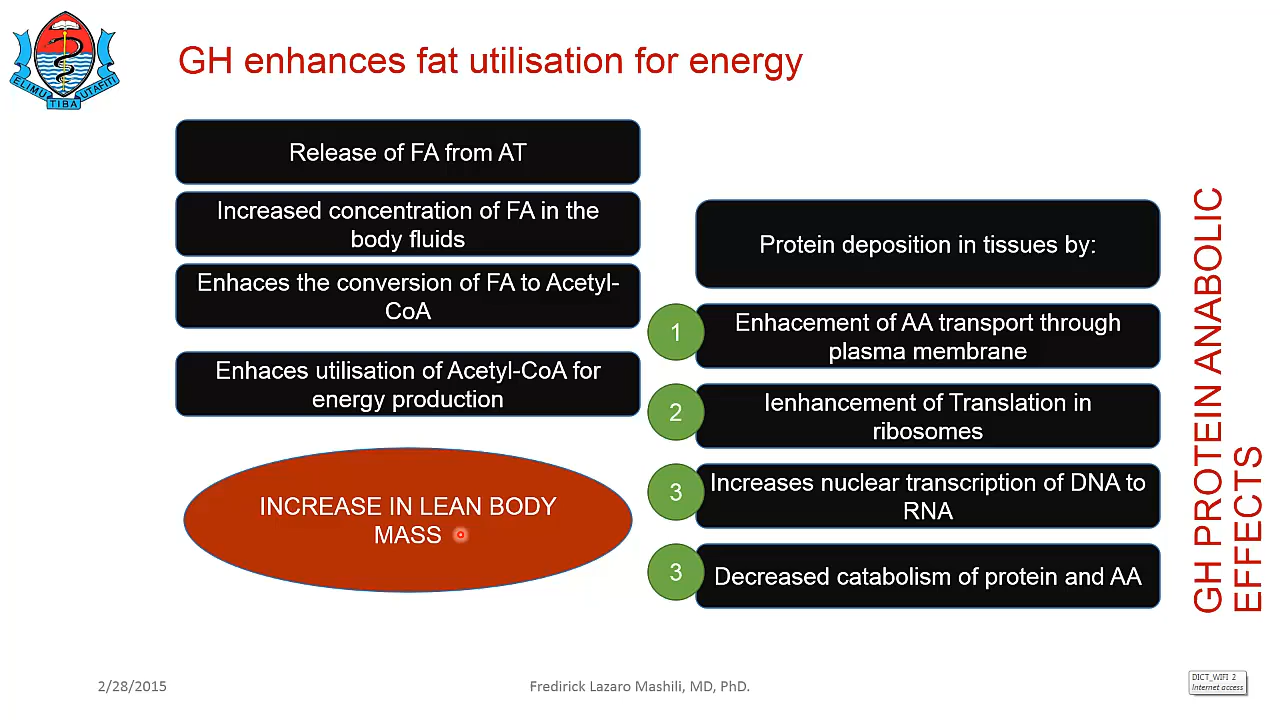 GH enhances fat utilisation for energy
ELIMU
TIBA
UTAFITI
Release of FA from AT
Increased concentration of FA in the
body fluids
Enhaces the conversion of FA to Acetyl-
CoA
Enhaces utilisation of Acetyl-CoA for
energy production
INCREASE IN LEAN BODY
MASS
Protein deposition in tissues by:
1
Enhacement of AA transport through
plasma membrane
2
Ienhancement of Translation in
ribosomes
3
Increases nuclear transcription of DNA to
RNA
3
Decreased catabolism of protein and AA
GH PROTEIN ANABOLIC
EFFECTS
2/28/2015
Fredirick Lazaro Mashili, MD, PhD.
DICT_WIFI 2
Internet access